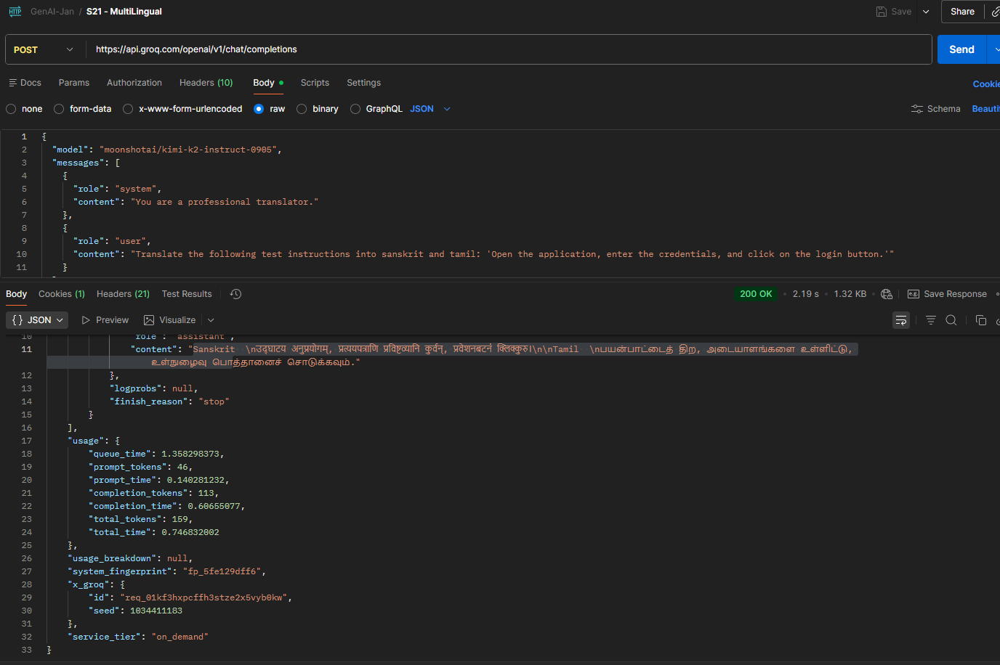 GenAI-Jan / S21 - MultiLingual Save Share
POST https://api.groq.com/openai/v1/chat/completions Send
Docs Params Authorization Headers (10) Body Scripts Settings Cookie
none form-data x-www-form-urlencoded raw binary GraphQL JSON Schema Beauti
1 {
2 "model": "moonshotai/kimi-k2-instruct-0905",
3 "messages": [
4 {
5 "role": "system",
6 "content": "You are a professional translator."
7 },
8 {
9 "role": "user",
10 "content": "Translate the following test instructions into sanskrit and tamil: 'Open the application, enter the credentials, and click on the login button.'"
11 }
Body Cookies (1) Headers (21) Test Results 200 OK 2.19 s 1.32 KB e.g. Save Response
{} JSON Preview Visualize
10 "role": "assistant",
11 "content": "Sanskrit \nउद्घाटय अनुप्रयोगम्, प्रत्ययपत्राणि प्रविष्टव्यानि कुर्वन्, प्रवेशनबटनं क्लिक्कुरु।\n\nTamil \nபயன்பாட்டைத் திற, அடையாளங்களை உள்ளிட்டு,
உள்நுழைவு பொத்தானைச் சொடுக்கவும்."
12 },
13 "logprobs": null,
14 "finish_reason": "stop"
15 }
16 ],
17 "usage": {
18 "queue_time": 1.358298373,
19 "prompt_tokens": 46,
20 "prompt_time": 0.140281232,
21 "completion_tokens": 113,
22 "completion_time": 0.60655077,
23 "total_tokens": 159,
24 "total_time": 0.746832002
25 },
26 "usage_breakdown": null,
27 "system_fingerprint": "fp_5fe129dff6",
28 "x_groq": {
29 "id": "req_01kf3hxpcffh3stze2x5vyb0kw",
30 "seed": 1034411183
31 },
32 "service_tier": "on_demand"
33 }